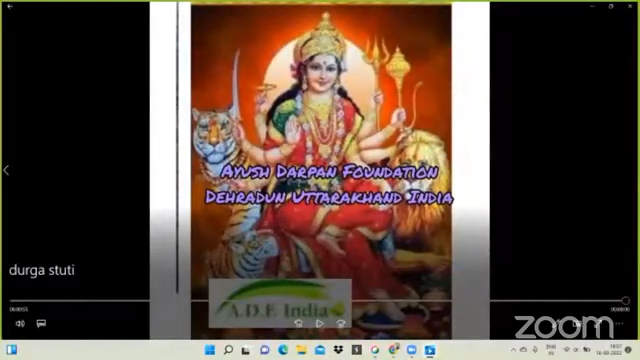 Ayush Darpan Foundation
Dehradun Uttarakhand India
durga stuti
A.D.F India
zoom